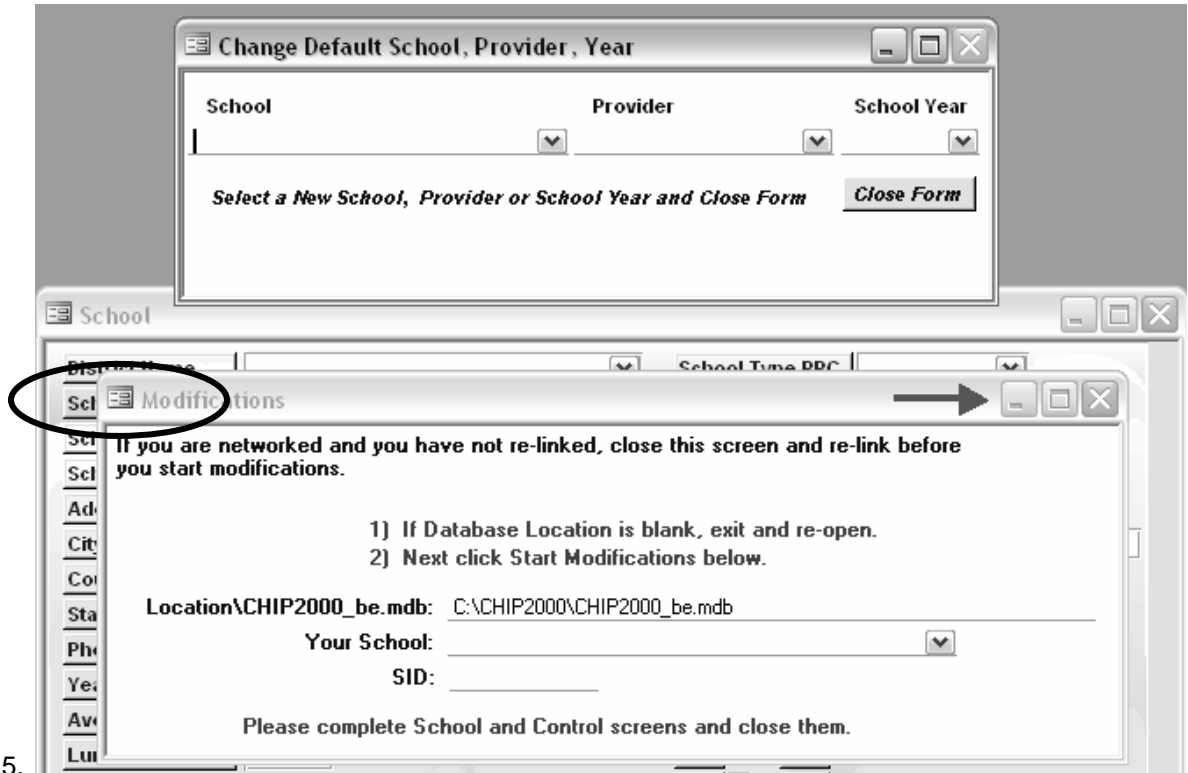 Change Default School, Provider, Year
School Provider School Year
Select a New School, Provider or School Year and Close Form Close Form
School
District Name School Type PPC
Modifications
If you are networked and you have not re-linked, close this screen and re-link before
you start modifications.
1) If Database Location is blank, exit and re-open.
2) Next click Start Modifications below.
Location\CHIP2000_be.mdb: C:\CHIP2000\CHIP2000_be.mdb
Your School:
SID:
Please complete School and Control screens and close them.
5.